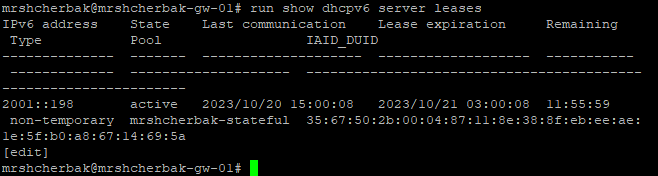 mrshcherbak@mrshcherbak-gw-01# run show dhcpv6 server leases
IPv6 address    State    Last communication    Lease expiration    Remaining
 Type            Pool                  IAID_DUID
--------------  -------  --------------------  -------------------  -----------
 -------------  -------------------  -------------------------------------------
-----------------------
2001::198       active   2023/10/20 15:00:08   2023/10/21 03:00:08  11:55:59
 non-temporary  mrshcherbak-stateful  35:67:50:2b:00:04:87:11:8e:38:8f:eb:ee:ae:
1e:5f:b0:a8:67:14:69:5a
[edit]
mrshcherbak@mrshcherbak-gw-01#